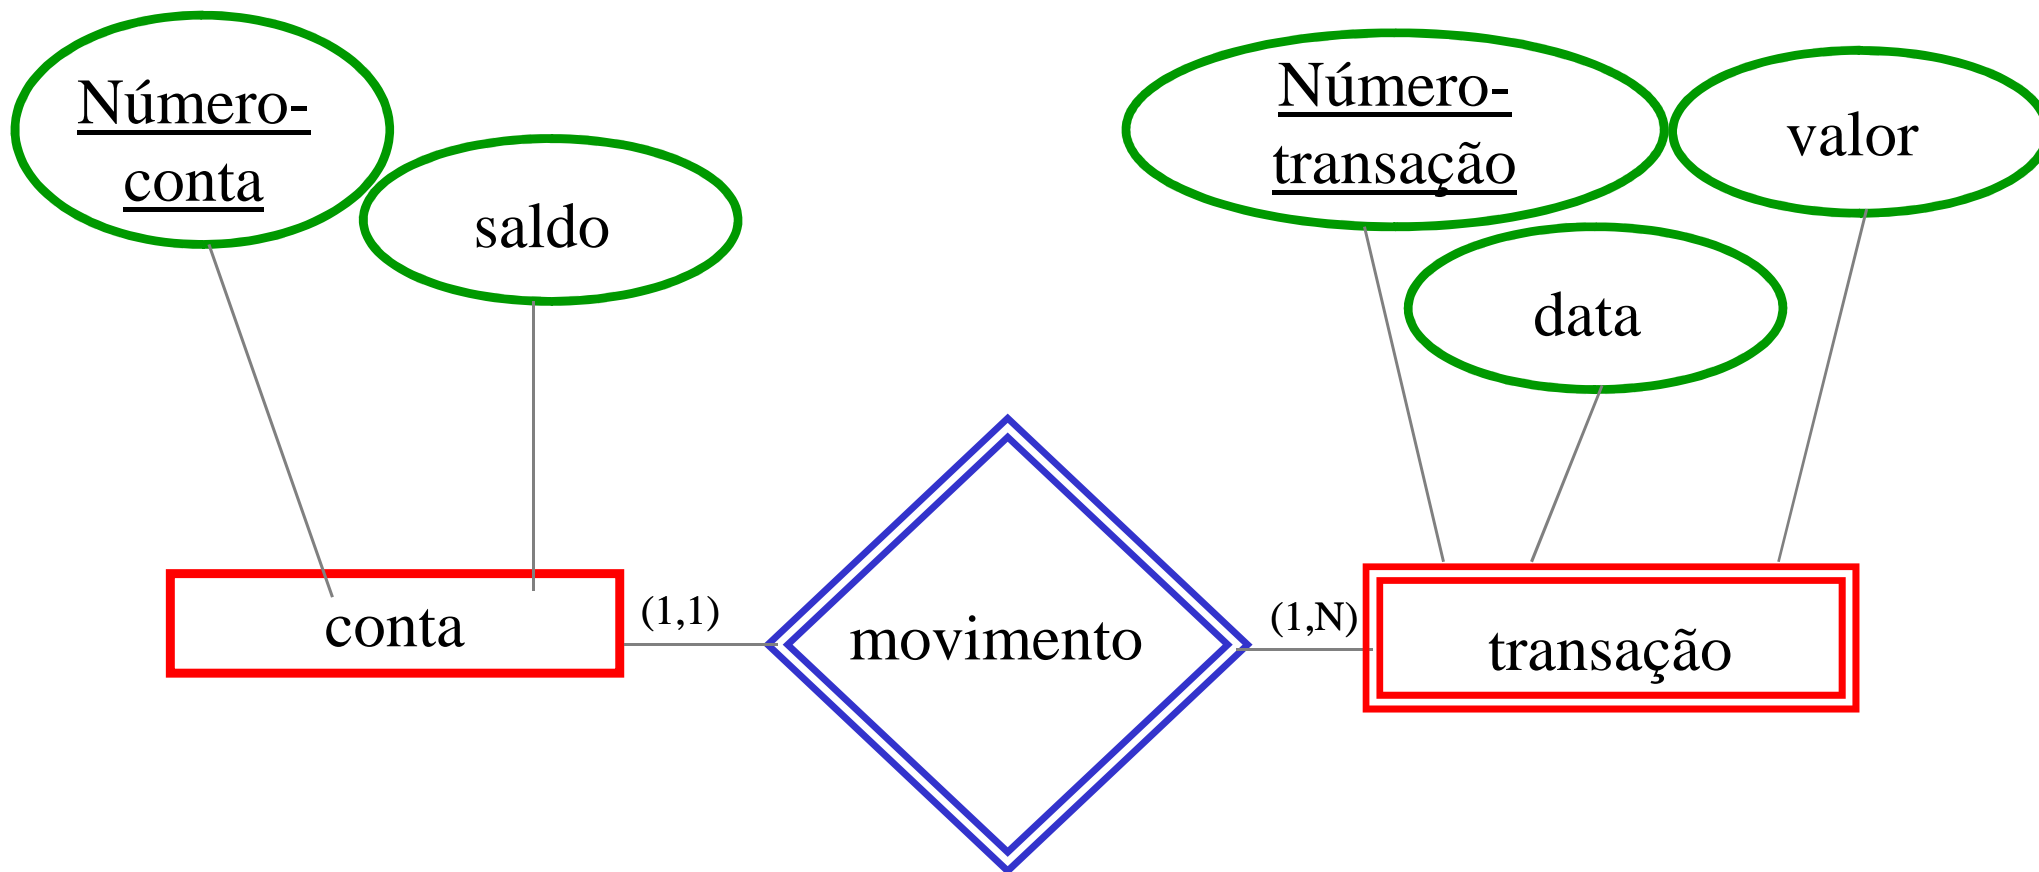 Número-
conta
saldo
Número-
transação
valor
data
conta
(1,1)
movimento
(1,N)
transação